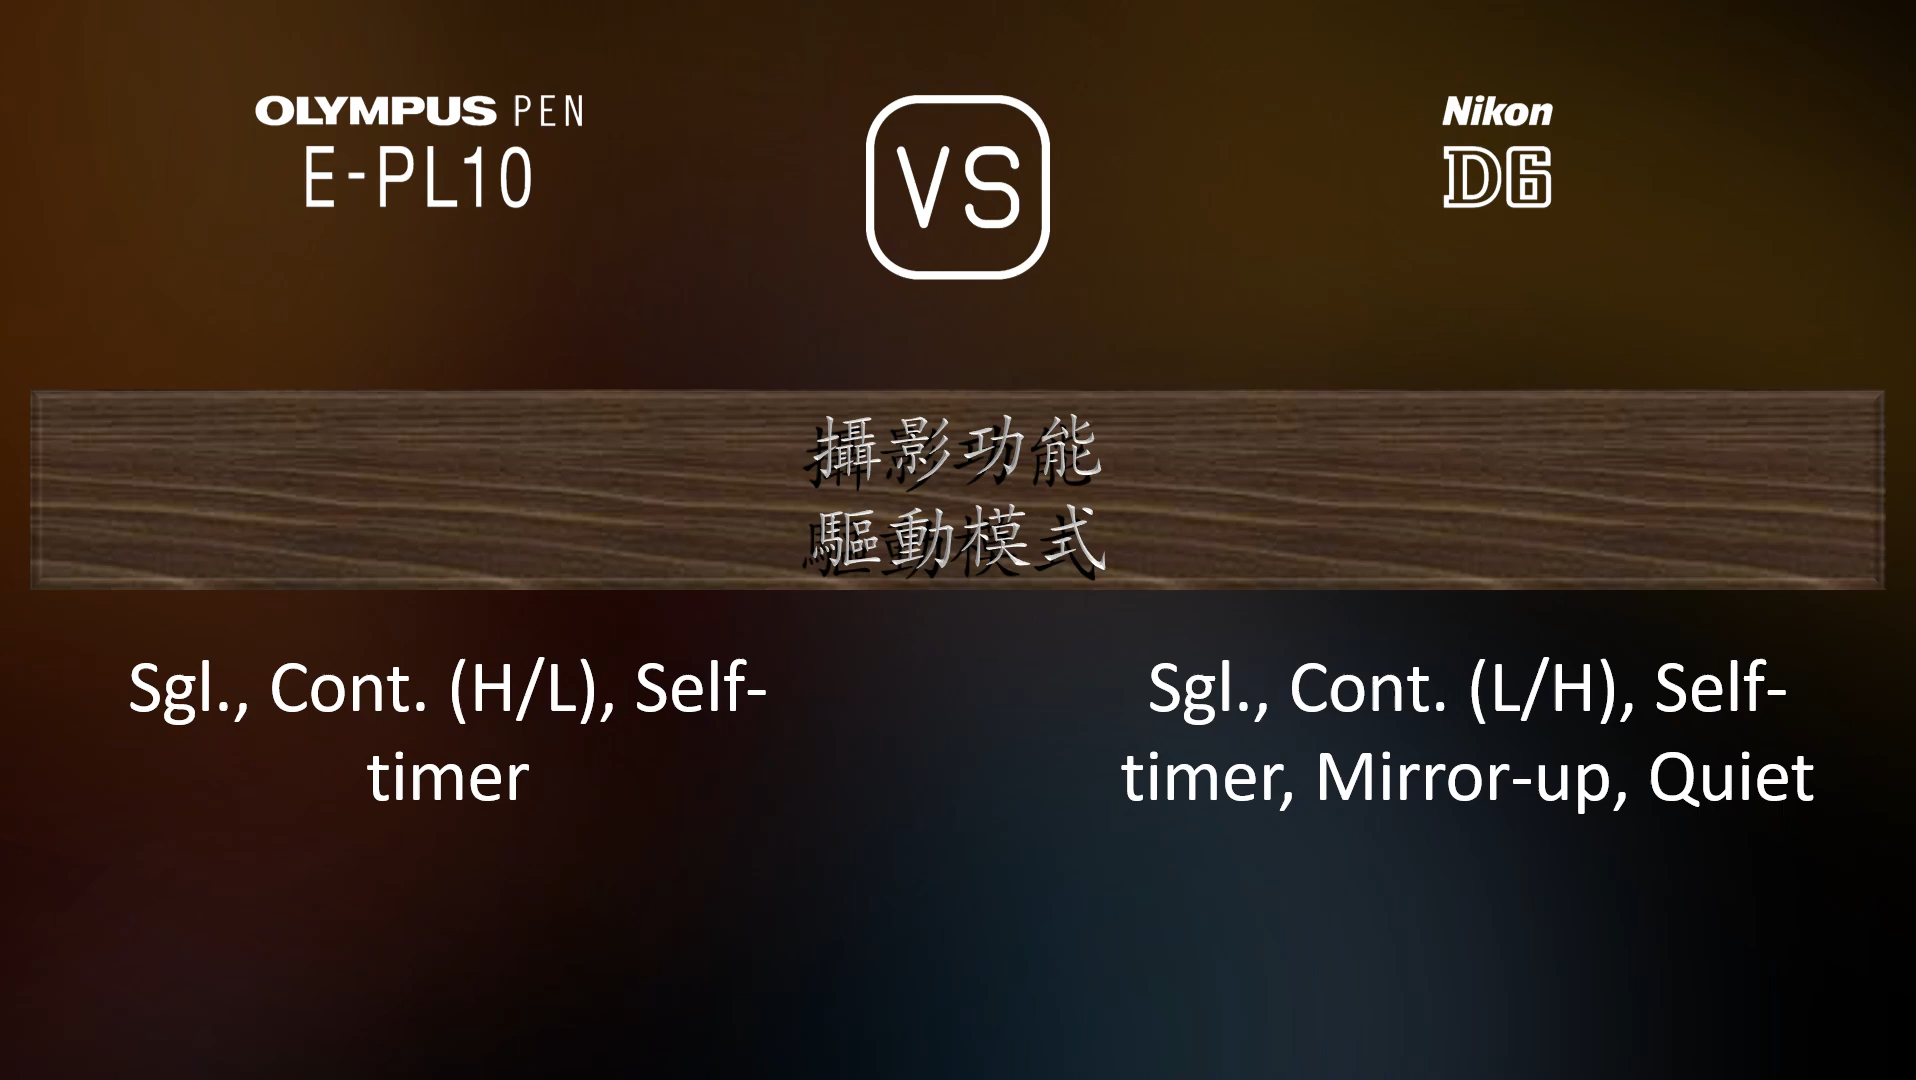 OLYMPUS PEN
E-PL10
VS
Nikon
D6
攝影功能
驅動模式
Sgl., Cont. (H/L), Self-
timer
Sgl., Cont. (L/H), Self-
timer, Mirror-up, Quiet